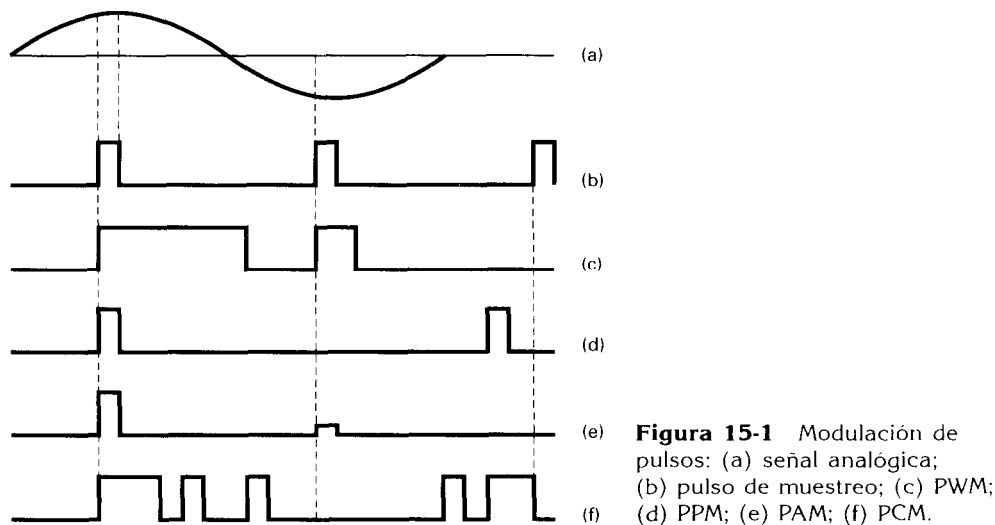 (a)
(b)
(c)
(d)
(e)
(f)
Figura 15-1 Modulación de
pulsos: (a) señal analógica;
(b) pulso de muestreo; (c) PWM;
(d) PPM; (e) PAM; (f) PCM.